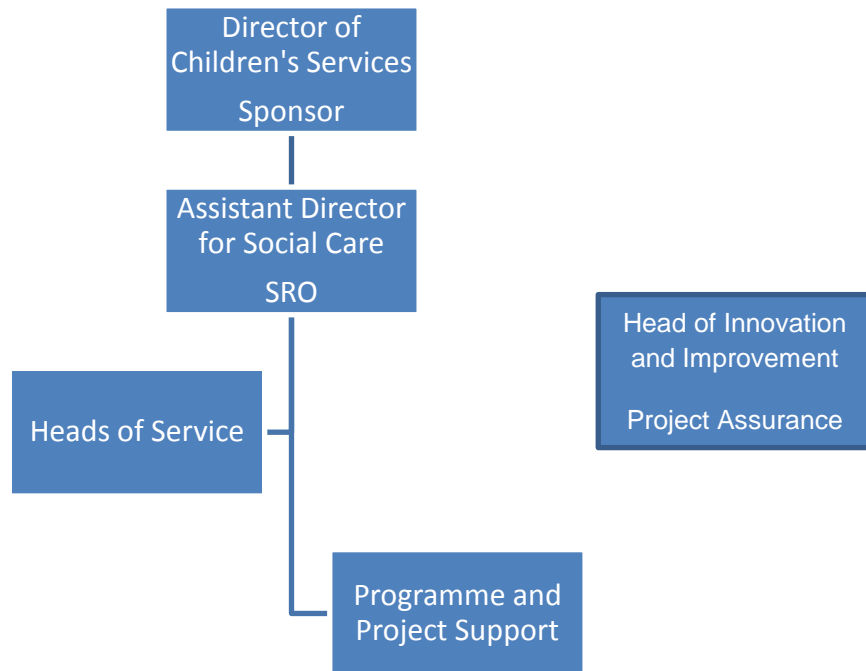 Director of
Children's Services
Sponsor
Assistant Director
for Social Care
SRO
Head of Innovation
and Improvement
Project Assurance
Heads of Service
Programme and
Project Support